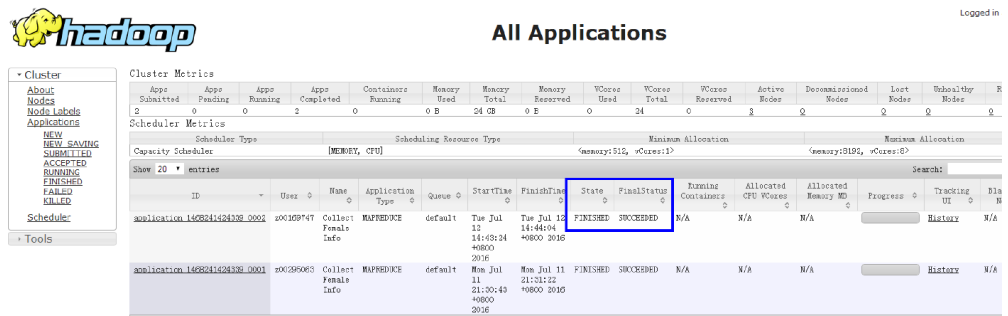 Logged in
hadoop
All Applications
Cluster
About
Nodes
Node Labels
Applications
NEW
NEW_SAVING
SUBMITTED
ACCEPTED
RUNNING
FINISHED
FAILED
KILLED
Scheduler
Tools
Cluster Metrics
Apps Submitted Apps Pending Apps Running Apps Completed Containers Running Memory Used Memory Total Memory Reserved VCores Used VCores Total VCores Reserved Active Nodes Decommissioned Nodes Lost Nodes Unhealthy Nodes R
2 0 0 2 0 0 B 24 GB 0 B 0 24 0 3 0 0 0 0
Scheduler Metrics
Scheduler Type Scheduling Resource Type Minimum Allocation Maximum Allocation
Capacity Scheduler [MEMORY, CPU] <memory:512, vCores:1> <memory:8192, vCores:8>
Show 20 entries Search:
ID User Name Application Type Queue StartTime FinishTime State FinalStatus Running Containers Allocated CPU VCores Allocated Memory MB Progress Tracking UI Bla N
application_1468241424339_0002 z00169747 Collect Female Info MAPREDUCE default Tue Jul 12 14:43:24 +0800 2016 Tue Jul 12 14:44:04 +0800 2016 FINISHED SUCCEEDED N/A N/A N/A History N/A
application_1468241424339_0001 z00295063 Collect Female Info MAPREDUCE default Mon Jul 11 21:30:43 +0800 2016 Mon Jul 11 21:31:22 +0800 2016 FINISHED SUCCEEDED N/A N/A N/A History N/A